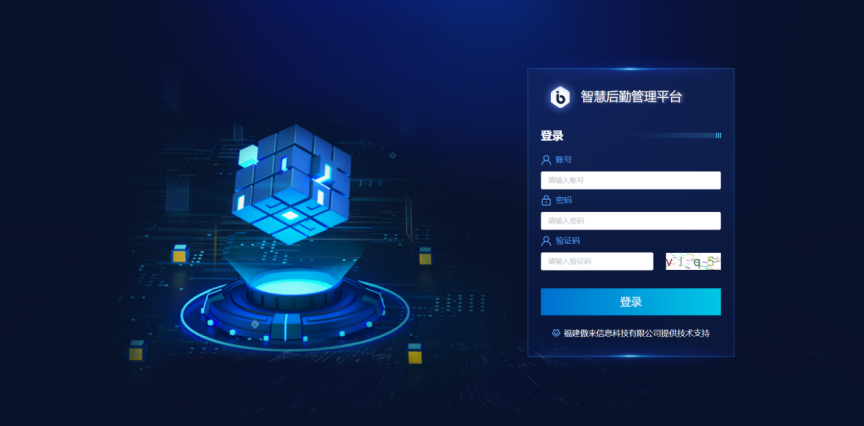 智慧后勤管理平台
登录
账号
请输入账号
密码
请输入密码
验证码
请输入验证码
登录
福建傲来信息科技有限公司提供技术支持